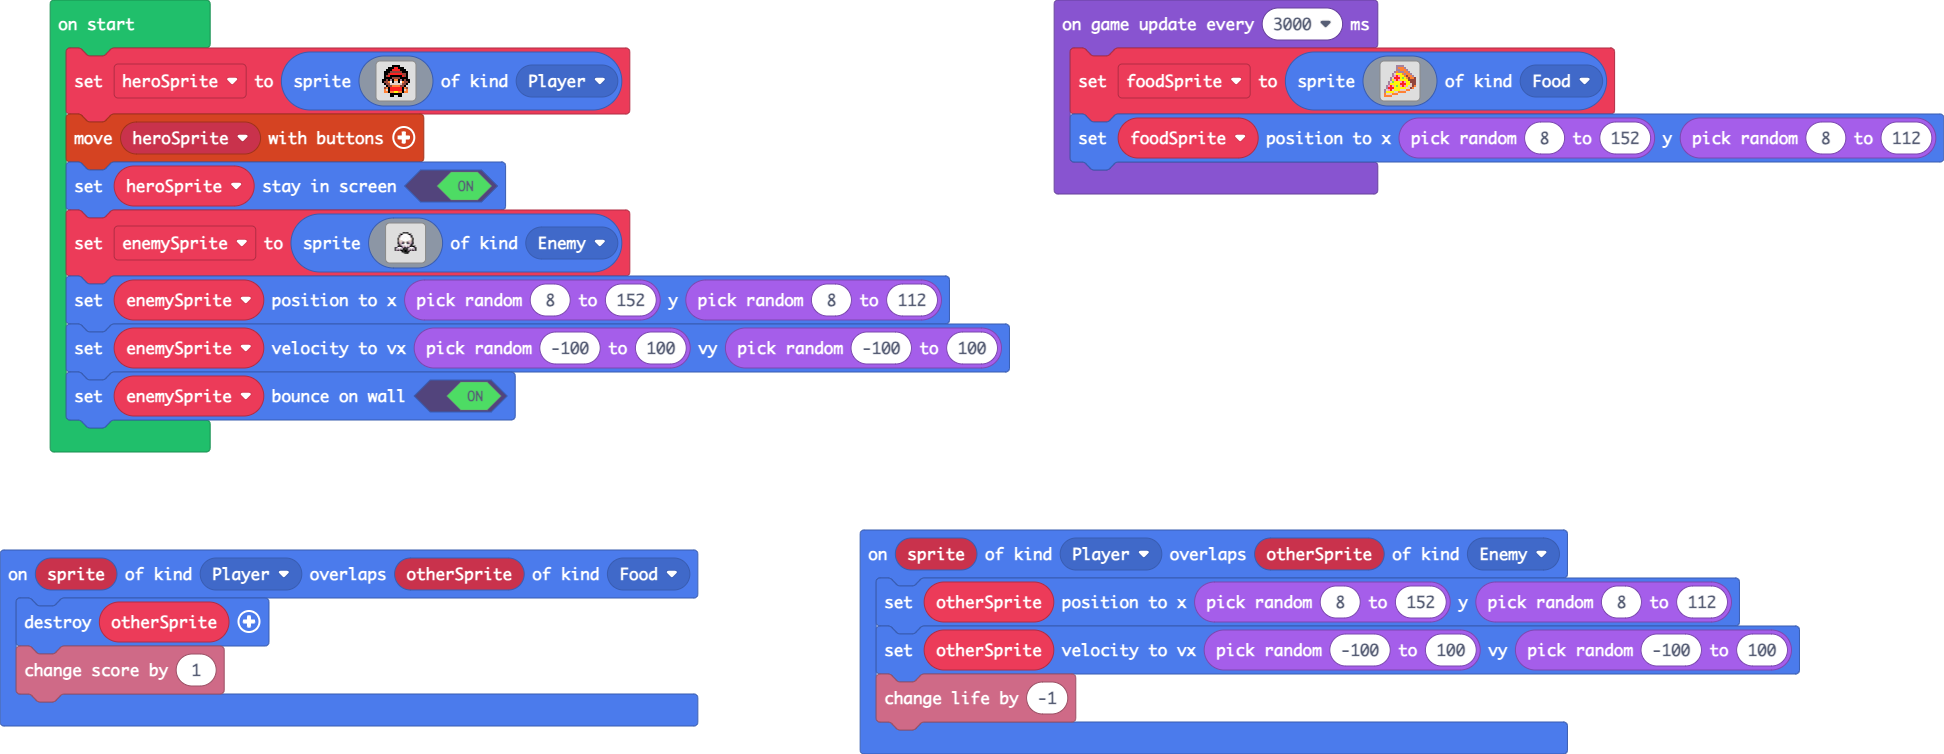 on start
set heroSprite to sprite of kind Player
move heroSprite with buttons
set heroSprite stay in screen ON
set enemySprite to sprite of kind Enemy
set enemySprite position to x pick random 8 to 152 y pick random 8 to 112
set enemySprite velocity to vx pick random -100 to 100 vy pick random -100 to 100
set enemySprite bounce on wall ON
on game update every 3000 ms
set foodSprite to sprite of kind Food
set foodSprite position to x pick random 8 to 152 y pick random 8 to 112
on sprite of kind Player overlaps otherSprite of kind Food
destroy otherSprite
change score by 1
on sprite of kind Player overlaps otherSprite of kind Enemy
set otherSprite position to x pick random 8 to 152 y pick random 8 to 112
set otherSprite velocity to vx pick random -100 to 100 vy pick random -100 to 100
change life by -1